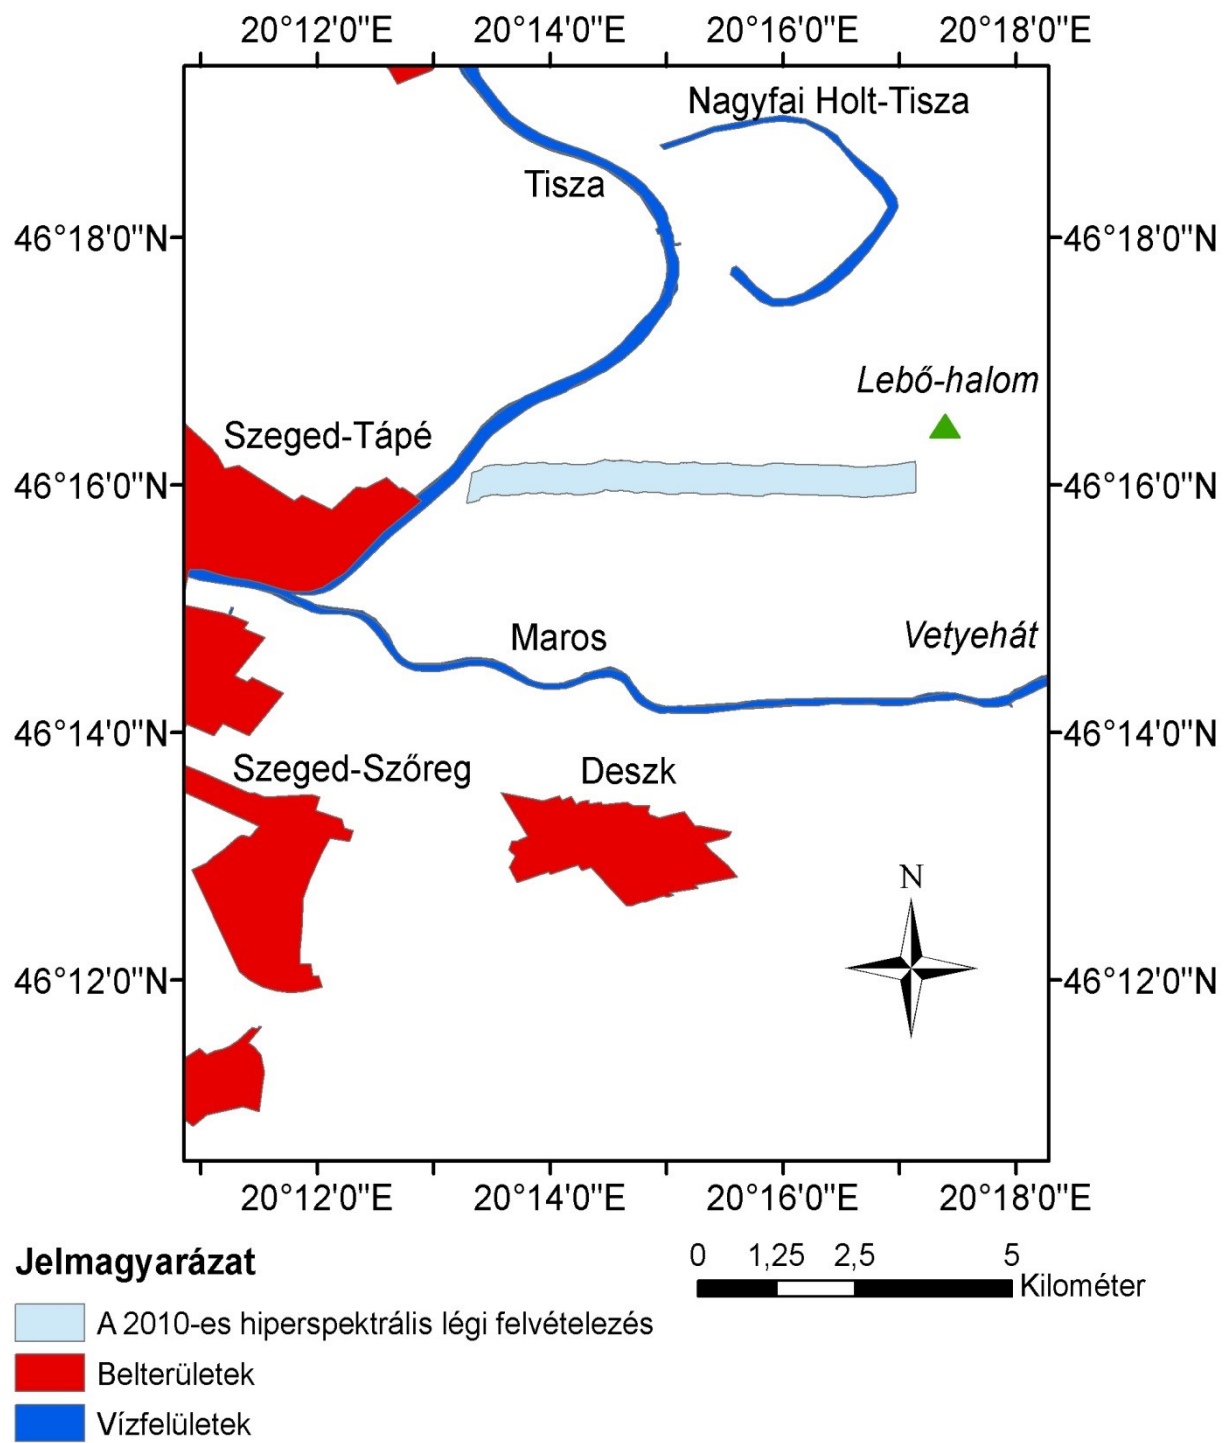 20°12'0"E 20°14'0"E 20°16'0"E 20°18'0"E
Nagyfai Holt-Tisza
Tisza
46°18'0"N 46°18'0"N
Lebő-halom
Szeged-Tápé
46°16'0"N 46°16'0"N
Maros
Vetyehát
46°14'0"N 46°14'0"N
Szeged-Szőreg
Deszk
N
46°12'0"N 46°12'0"N
20°12'0"E 20°14'0"E 20°16'0"E 20°18'0"E
Jelmagyarázat
0 1,25 2,5 5
Kilométer
A 2010-es hiperspektrális légi felvételezés
Belterületek
Vízfelületek